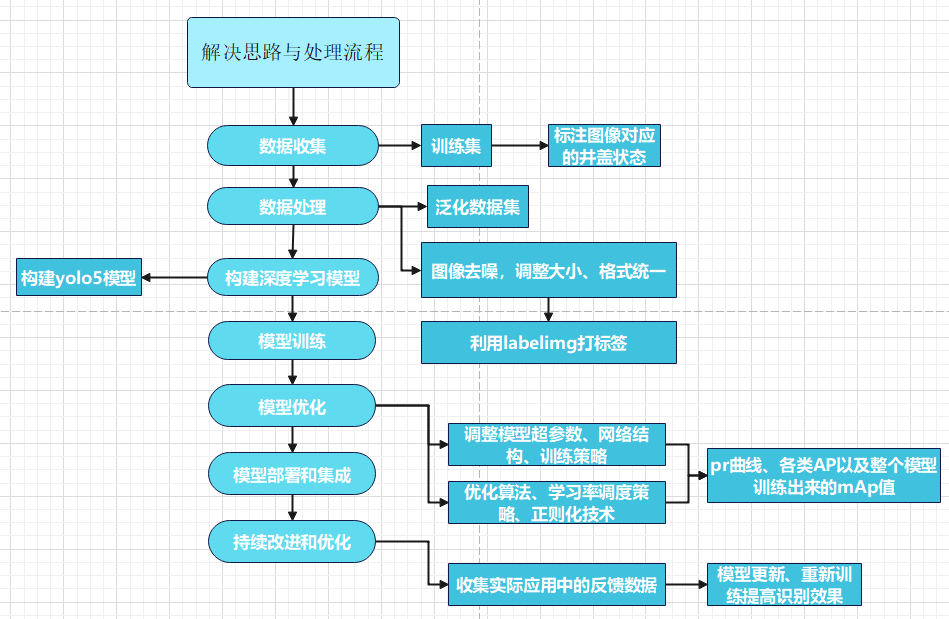 解决思路与处理流程
数据收集
训练集
标注图像对应
的井盖状态
数据处理
泛化数据集
图像去噪，调整大小、格式统一
利用labelimg打标签
构建深度学习模型
构建yolo5模型
模型训练
模型优化
调整模型超参数、网络结
构、训练策略
优化算法、学习率调度策
略、正则化技术
pr曲线、各类AP以及整个模型
训练出来的mAp值
模型部署和集成
持续改进和优化
收集实际应用中的反馈数据
模型更新、重新训
练提高识别效果